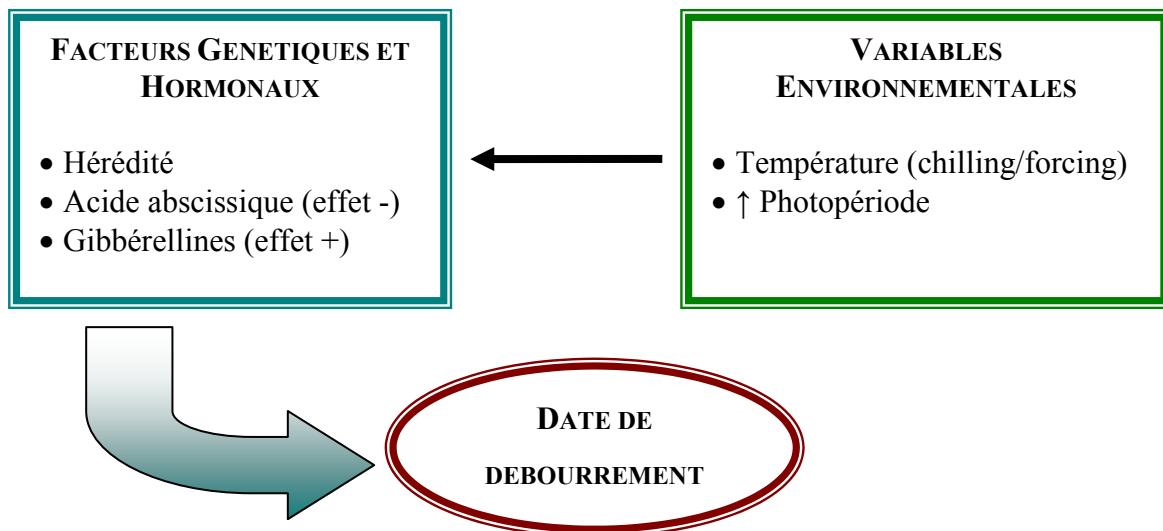 FACTEURS GENETIQUES ET
HORMONAUX
• Hérédité
• Acide abscissique (effet -)
• Gibbérellines (effet +)
VARIABLES
ENVIRONNEMENTALES
• Température (chilling/forcing)
• ↑ Photopériode
DATE DE
DEBOURREMENT